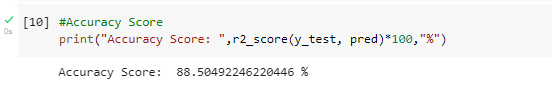 [10] #Accuracy Score
print("Accuracy Score: ",r2_score(y_test, pred)*100,"%")
0s
Accuracy Score:  88.50492246220446 %